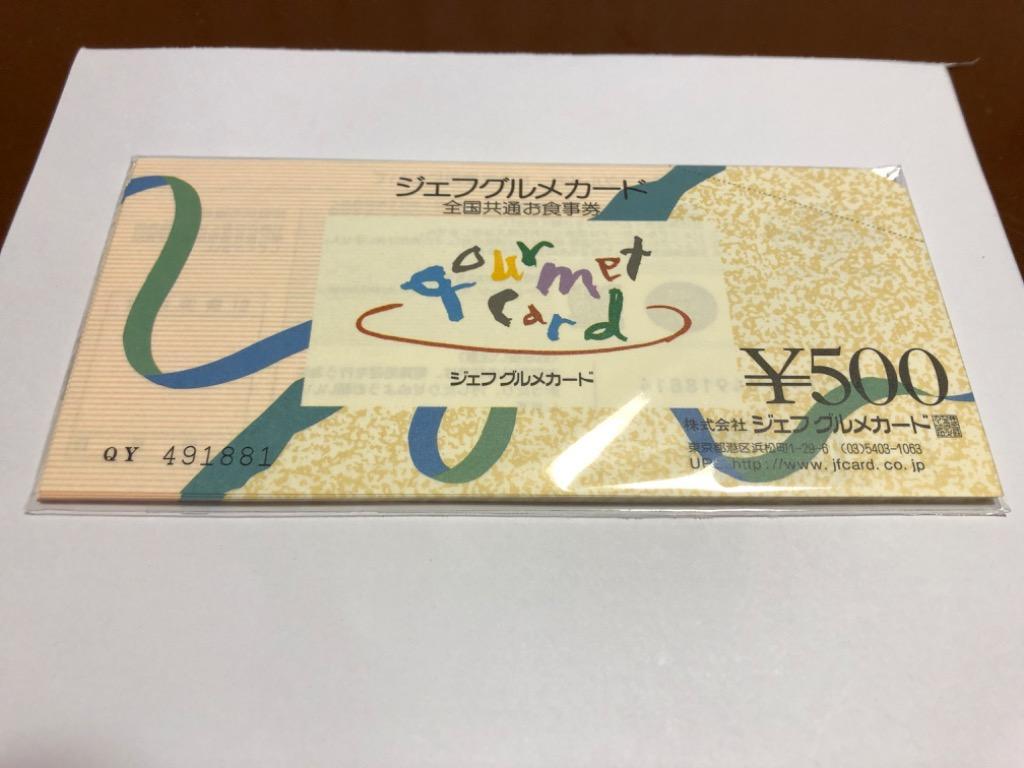 ジェフグルメカード
全国共通お食事券
gourmet
card
ジェフグルメカード
¥500
株式会社 ジェフグルメカード
東京都港区浜松町1-29-6 (03)5403-1063
URL http://www.jfcard.co.jp
QY 491881